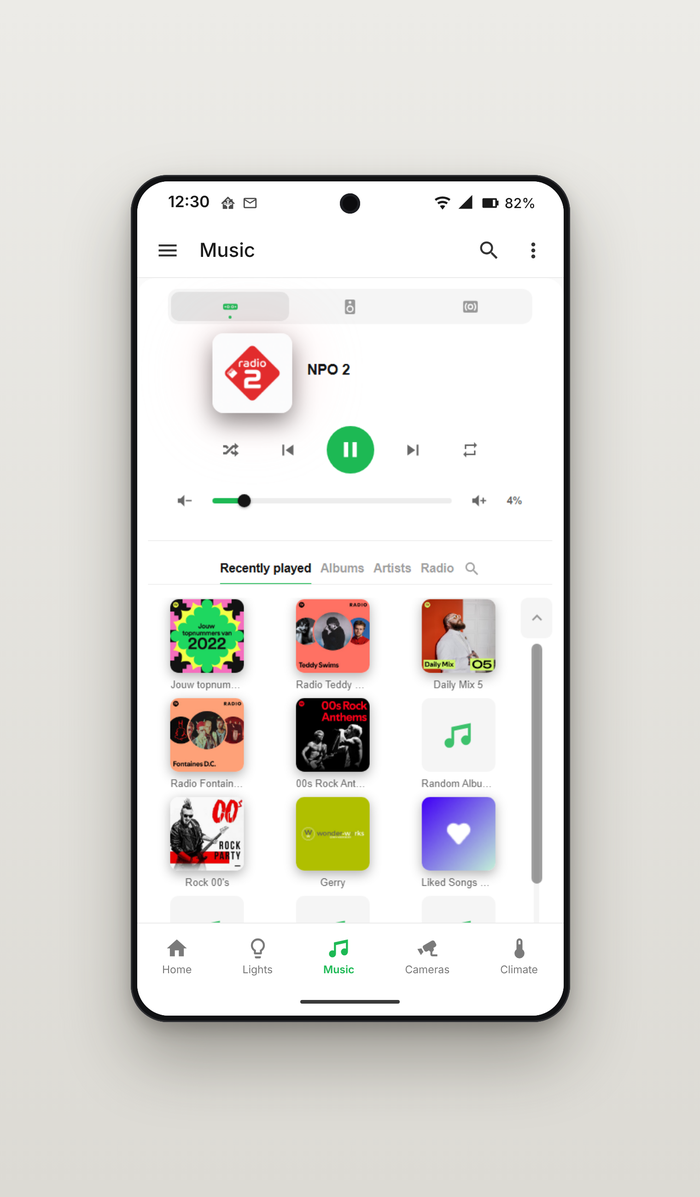 12:30
82%
Music
radio
2
NPO 2
4%
Recently played Albums Artists Radio
Jouw
topnummers van
2022
RADIO
Teddy Swims
Daily Mix 05
Jouw topnum... Radio Teddy ... Daily Mix 5
RADIO
Fontaines D.C.
00s Rock
Anthems
Radio Fontain... 00s Rock Ant... Random Albu...
00s
ROCK
PARTY
Rock 00's Gerry Liked Songs ...
Home Lights Music Cameras Climate